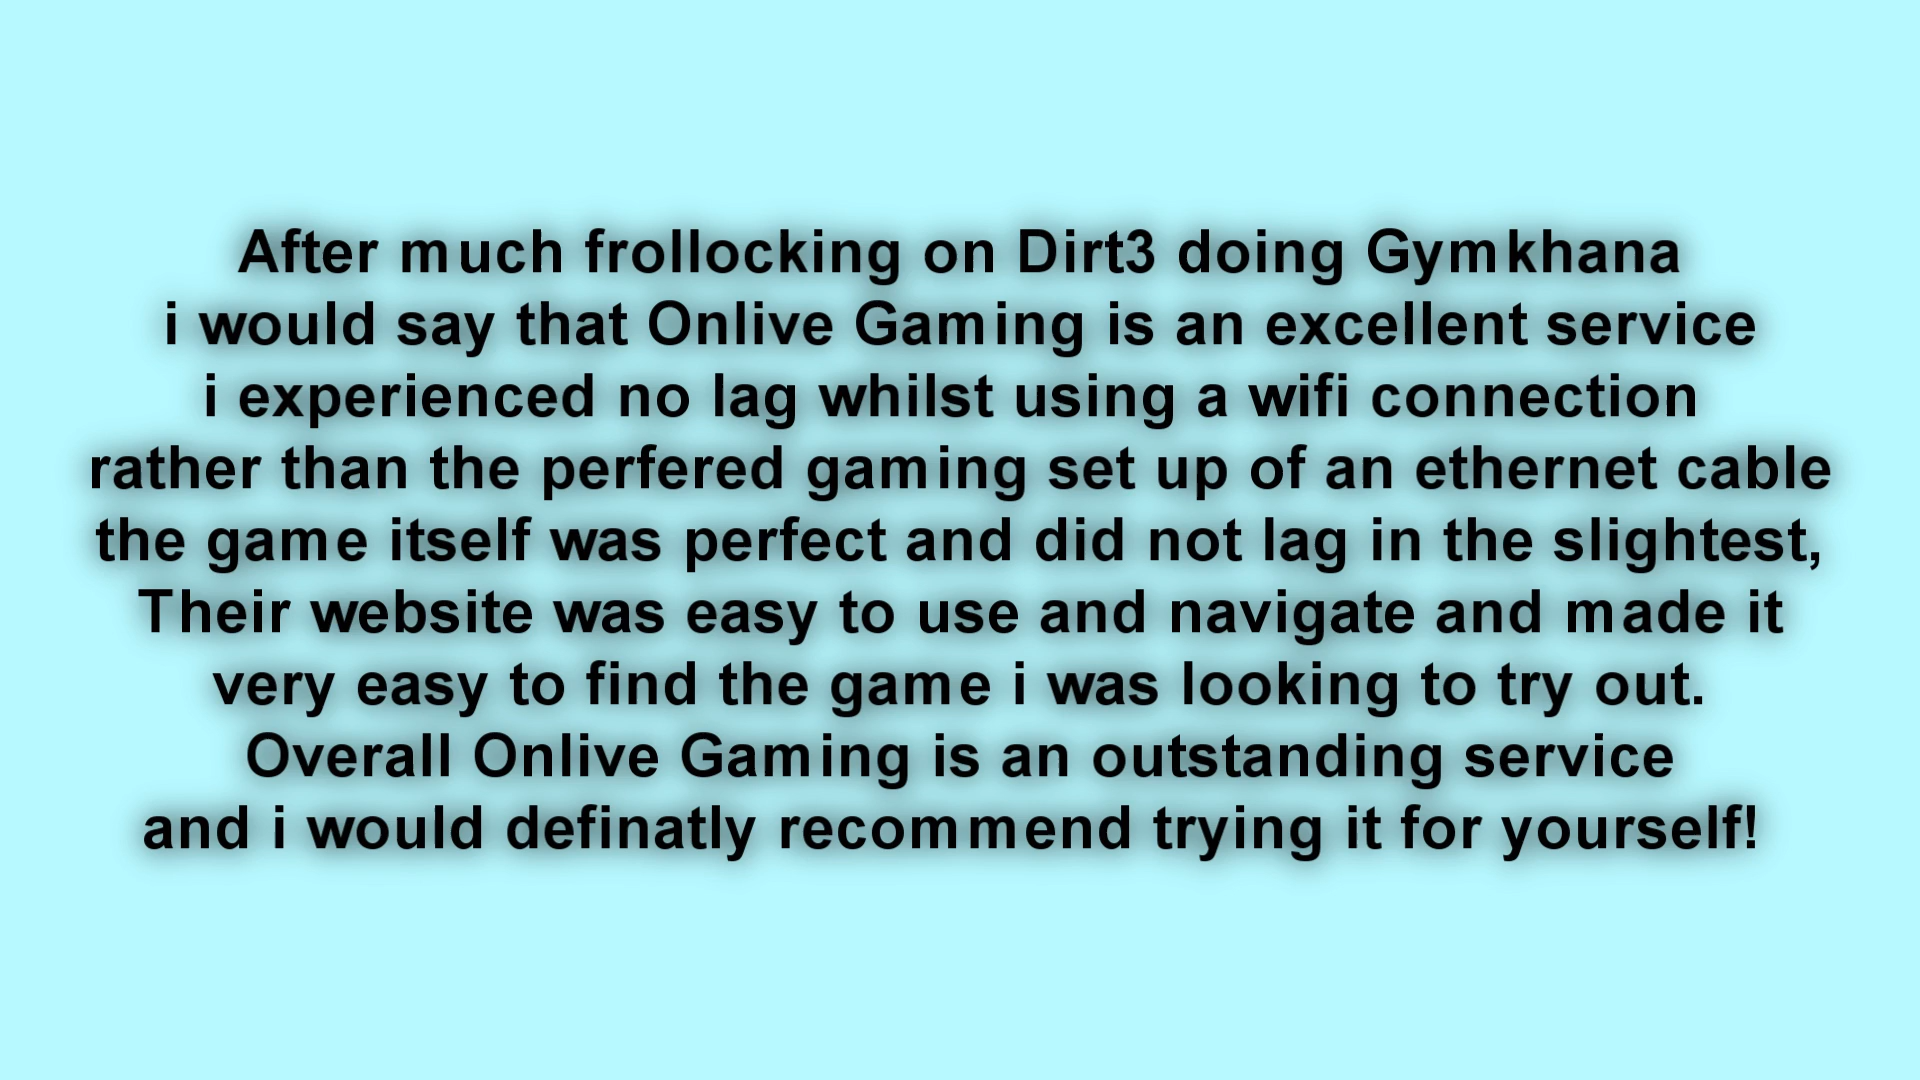 After much frollocking on Dirt3 doing Gymkhana
i would say that Onlive Gaming is an excellent service
i experienced no lag whilst using a wifi connection
rather than the perfered gaming set up of an ethernet cable
the game itself was perfect and did not lag in the slightest,
Their website was easy to use and navigate and made it
very easy to find the game i was looking to try out.
Overall Onlive Gaming is an outstanding service
and i would definatly recommend trying it for yourself!